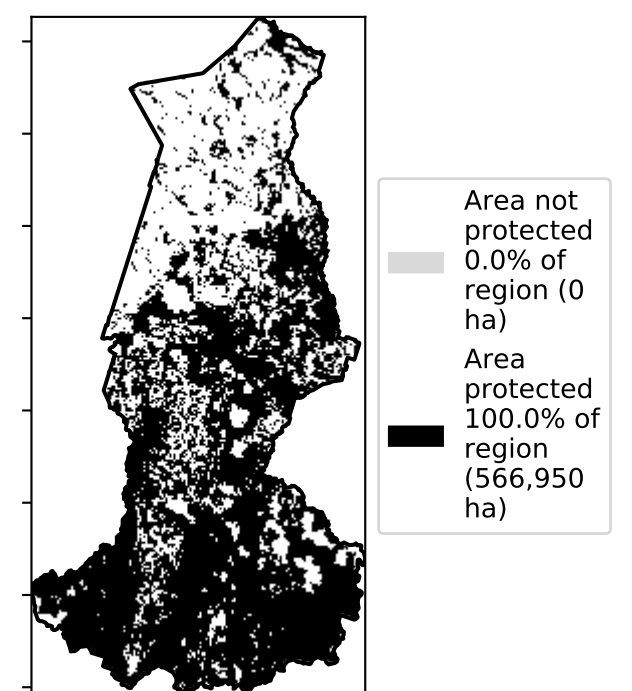 Area not
protected
0.0% of
region (0
ha)
Area
protected
100.0% of
region
(566,950
ha)